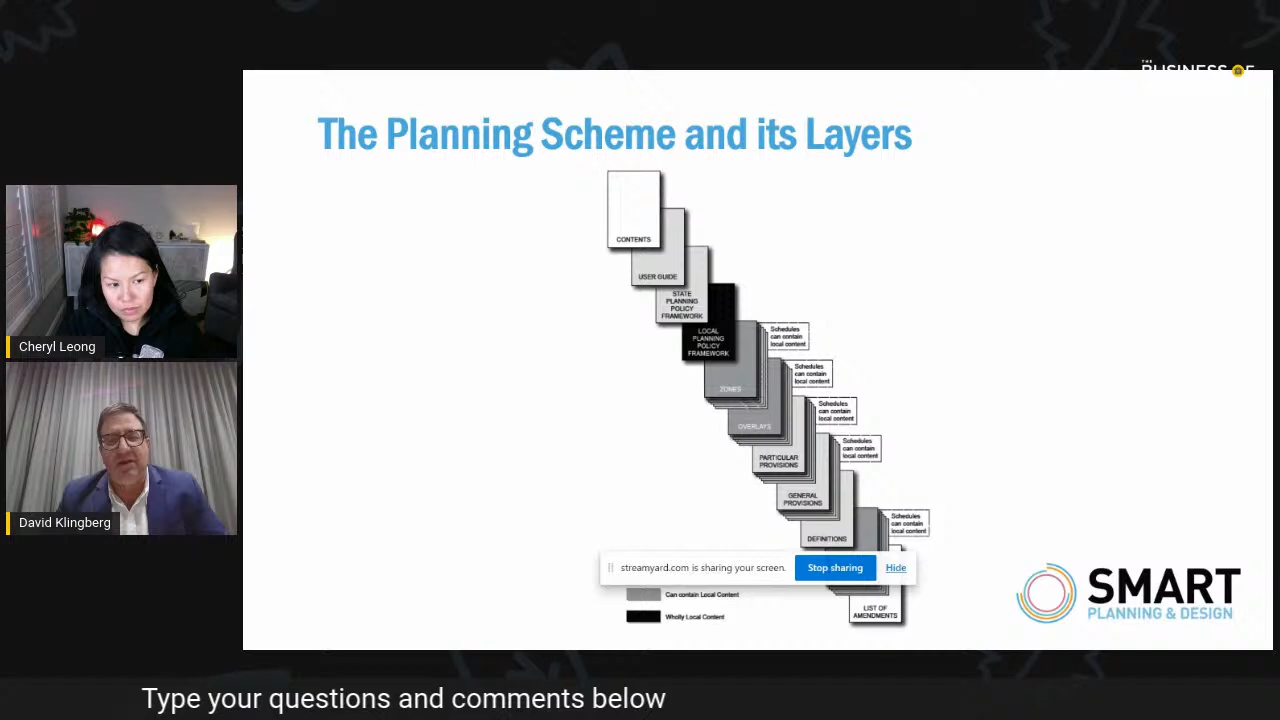 THE
BUSINESS OF
The Planning Scheme and its Layers
CONTENTS
USER GUIDE
STATE
PLANNING
POLICY
FRAMEWORK
LOCAL
PLANNING
POLICY
FRAMEWORK
Schedules
can contain
local content
ZONES
Schedules
can contain
local content
OVERLAYS
Schedules
can contain
local content
PARTICULAR
PROVISIONS
Schedules
can contain
local content
GENERAL
PROVISIONS
DEFINITIONS
Schedules
can contain
local content
streamyard.com is sharing your screen.
Stop sharing
Hide
Can contain Local Content
Wholly Local Content
LIST OF
AMENDMENTS
SMART
PLANNING & DESIGN
Cheryl Leong
David Klingberg
Type your questions and comments below